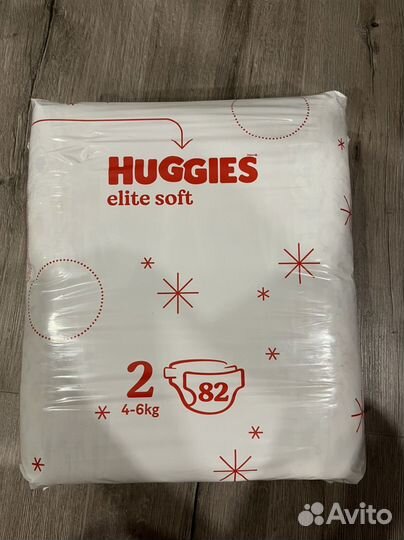 HUGGIES
elite soft
2
82
4-6kg
Avito